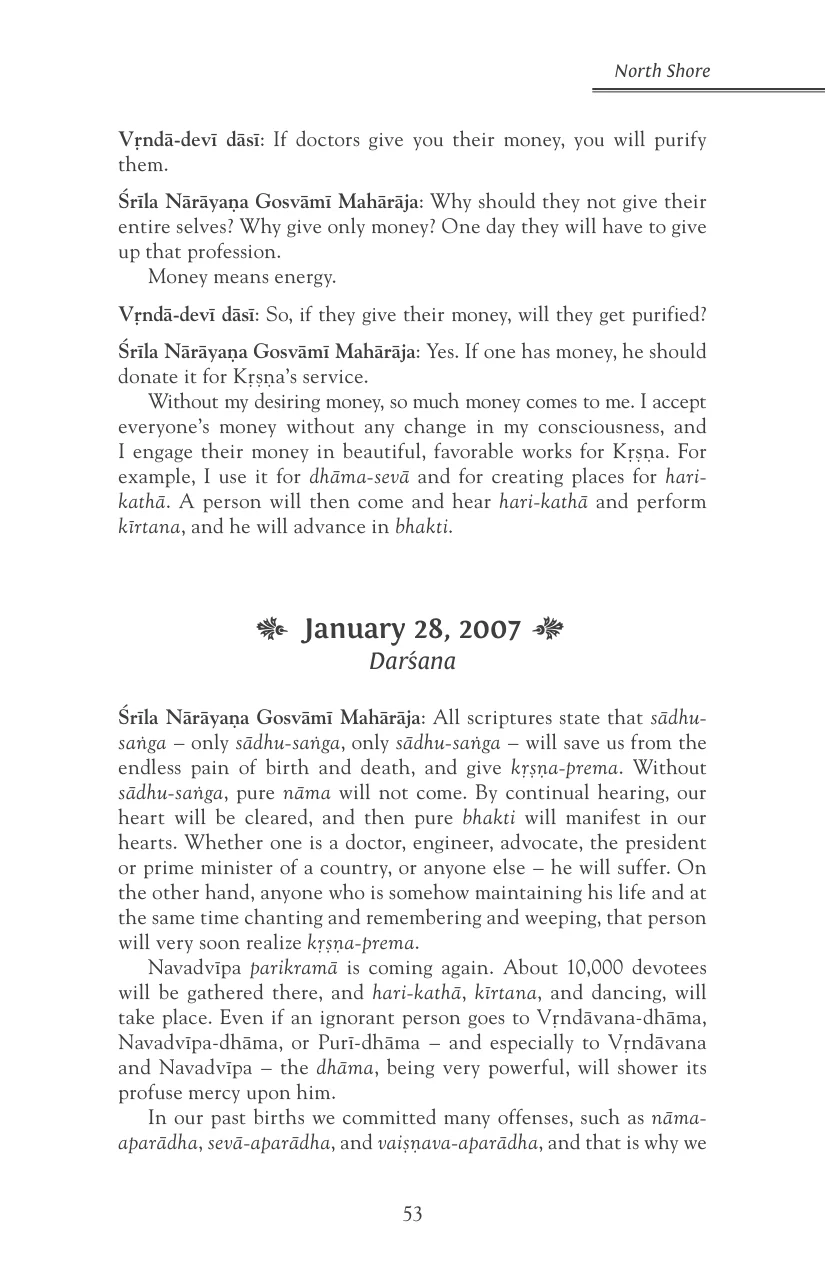 North Shore
Vṛndā-devī dāsī: If doctors give you their money, you will purify
them.
Śrīla Nārāyaṇa Gosvāmī Mahārāja: Why should they not give their
entire selves? Why give only money? One day they will have to give
up that profession.
Money means energy.
Vṛndā-devī dāsī: So, if they give their money, will they get purified?
Śrīla Nārāyaṇa Gosvāmī Mahārāja: Yes. If one has money, he should
donate it for Kṛṣṇa’s service.
Without my desiring money, so much money comes to me. I accept
everyone’s money without any change in my consciousness, and
I engage their money in beautiful, favorable works for Kṛṣṇa. For
example, I use it for dhāma-sevā and for creating places for hari-
kathā. A person will then come and hear hari-kathā and perform
kīrtana, and he will advance in bhakti.
January 28, 2007
Darśana
Śrīla Nārāyaṇa Gosvāmī Mahārāja: All scriptures state that sādhu-
saṅga – only sādhu-saṅga, only sādhu-saṅga – will save us from the
endless pain of birth and death, and give kṛṣṇa-prema. Without
sādhu-saṅga, pure nāma will not come. By continual hearing, our
heart will be cleared, and then pure bhakti will manifest in our
hearts. Whether one is a doctor, engineer, advocate, the president
or prime minister of a country, or anyone else – he will suffer. On
the other hand, anyone who is somehow maintaining his life and at
the same time chanting and remembering and weeping, that person
will very soon realize kṛṣṇa-prema.
Navadvīpa parikramā is coming again. About 10,000 devotees
will be gathered there, and hari-kathā, kīrtana, and dancing, will
take place. Even if an ignorant person goes to Vṛndāvana-dhāma,
Navadvīpa-dhāma, or Purī-dhāma – and especially to Vṛndāvana
and Navadvīpa – the dhāma, being very powerful, will shower its
profuse mercy upon him.
In our past births we committed many offenses, such as nāma-
aparādha, sevā-aparādha, and vaiṣṇava-aparādha, and that is why we
53